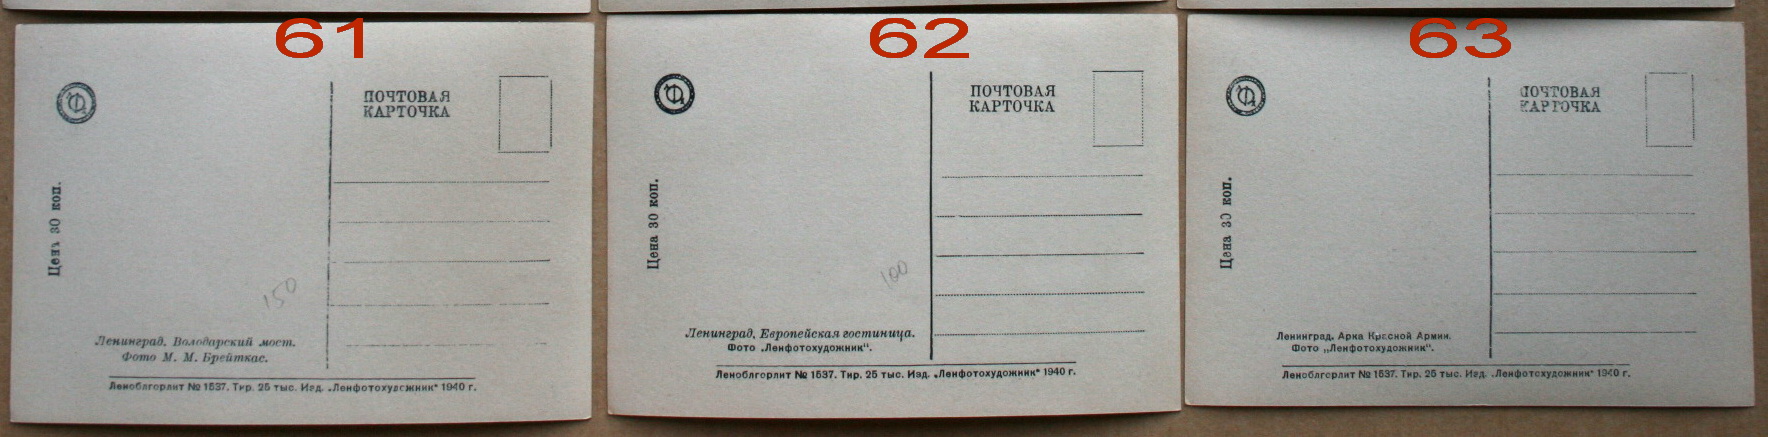 61
ПОЧТОВАЯ
КАРТОЧКА
Цена 30 коп.
150
Ленинград. Володарский мост.
Фото М. М. Брейткас.
Леноблгорлит № 1537. Тир. 25 тыс. Изд. „Ленфотохудожник“ 1940 г.
62
ПОЧТОВАЯ
КАРТОЧКА
Цена 30 коп.
100
Ленинград, Европейская гостиница.
Фото „Ленфотохудожник“.
Леноблгорлит № 1537. Тир. 25 тыс. Изд. „Ленфотохудожник“ 1940 г.
63
ПОЧТОВАЯ
КАРТОЧКА
Цена 30 коп.
Ленинград, Арка Красной Армии.
Фото „Ленфотохудожник“.
Леноблгорлит № 1537. Тир. 25 тыс. Изд. „Ленфотохудожник“ 1940 г.